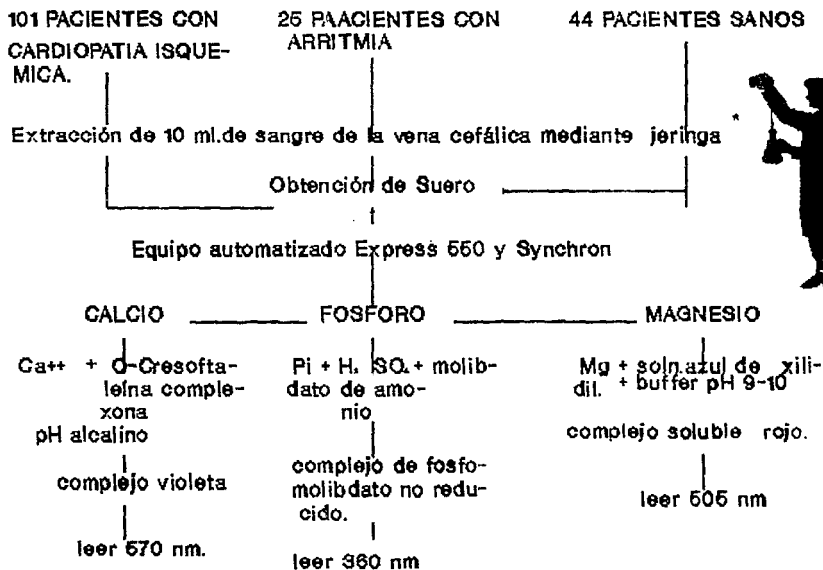 101 PACIENTES CON
CARDIOPATIA ISQUE-
MICA.
25 PAACIENTES CON
ARRITMIA
44 PACIENTES SANOS
Extracción de 10 ml.de sangre de la vena cefálica mediante jeringa *
Obtención de Suero
Equipo automatizado Express 550 y Synchron
CALCIO
Ca++ + O-Cresofta-
leína comple-
xona
pH alcalino
complejo violeta
leer 570 nm.
FOSFORO
Pi + H. SO.+ molib-
dato de amo-
nio
complejo de fosfo-
molibdato no redu-
cido.
leer 360 nm
MAGNESIO
Mg + soln.azul de xili-
dil. + buffer pH 9-10
complejo soluble rojo.
leer 505 nm